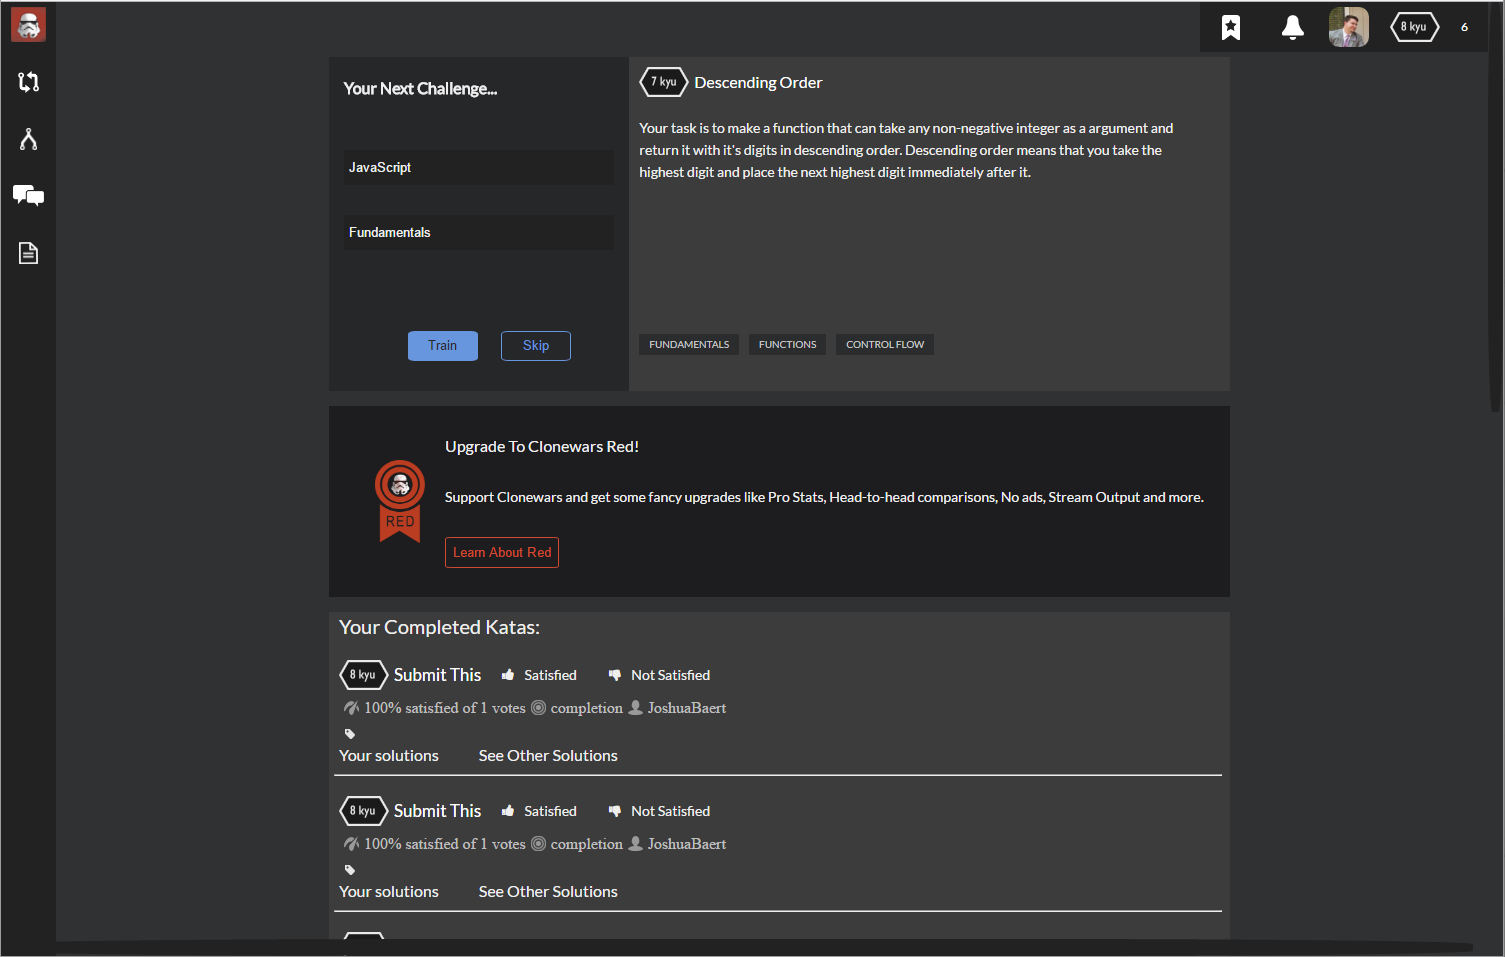 8 kyu
6
Your Next Challenge...
JavaScript
Fundamentals
Train
Skip
7 kyu
Descending Order
Your task is to make a function that can take any non-negative integer as a argument and
return it with it's digits in descending order. Descending order means that you take the
highest digit and place the next highest digit immediately after it.
FUNDAMENTALS
FUNCTIONS
CONTROL FLOW
RED
Upgrade To Clonewars Red!
Support Clonewars and get some fancy upgrades like Pro Stats, Head-to-head comparisons, No ads, Stream Output and more.
Learn About Red
Your Completed Katas:
8 kyu Submit This Satisfied Not Satisfied
100% satisfied of 1 votes completion JoshuaBaert
Your solutions See Other Solutions
8 kyu Submit This Satisfied Not Satisfied
100% satisfied of 1 votes completion JoshuaBaert
Your solutions See Other Solutions